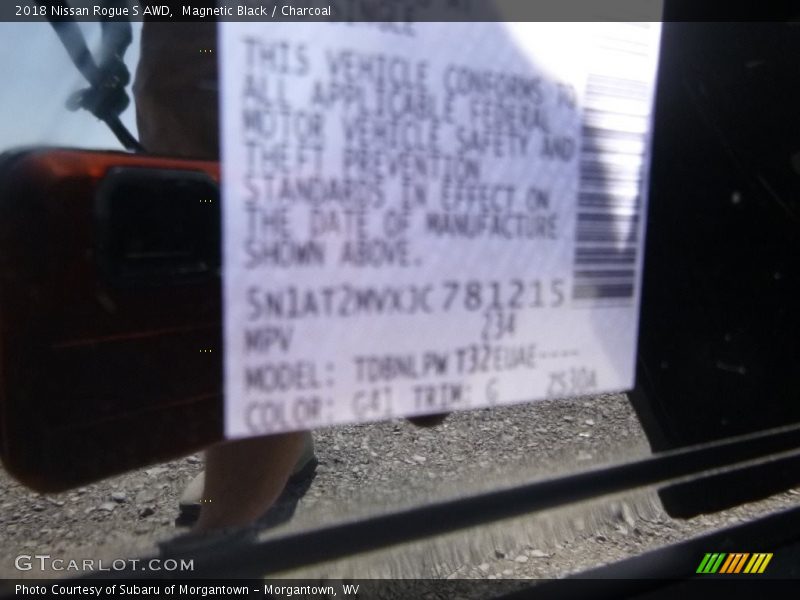 2018 Nissan Rogue S AWD,  Magnetic Black / Charcoal
THIS VEHICLE CONFORMS TO
ALL APPLICABLE FEDERAL
MOTOR VEHICLE SAFETY AND
THEFT PREVENTION
STANDARDS IN EFFECT ON
THE DATE OF MANUFACTURE
SHOWN ABOVE.
5N1AT2MVXJC781215
MPV 234
MODEL: TDBNLPW T32EUAE----
COLOR: G41 TRIM: G
GTCARLOT.COM
Photo Courtesy of Subaru of Morgantown - Morgantown, WV